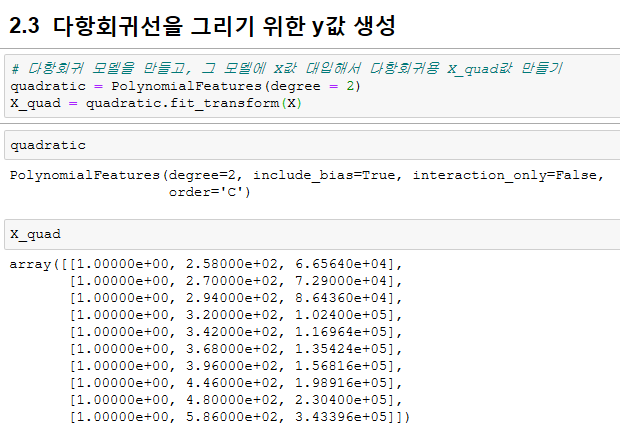 2.3 다항회귀선을 그리기 위한 y값 생성
# 다항회귀 모델을 만들고, 그 모델에 X값 대입해서 다항회귀용 X_quad값 만들기
quadratic = PolynomialFeatures(degree = 2)
X_quad = quadratic.fit_transform(X)
quadratic
PolynomialFeatures(degree=2, include_bias=True, interaction_only=False,
order='C')
X_quad
array([[1.00000e+00, 2.58000e+02, 6.65640e+04],
[1.00000e+00, 2.70000e+02, 7.29000e+04],
[1.00000e+00, 2.94000e+02, 8.64360e+04],
[1.00000e+00, 3.20000e+02, 1.02400e+05],
[1.00000e+00, 3.42000e+02, 1.16964e+05],
[1.00000e+00, 3.68000e+02, 1.35424e+05],
[1.00000e+00, 3.96000e+02, 1.56816e+05],
[1.00000e+00, 4.46000e+02, 1.98916e+05],
[1.00000e+00, 4.80000e+02, 2.30400e+05],
[1.00000e+00, 5.86000e+02, 3.43396e+05]])